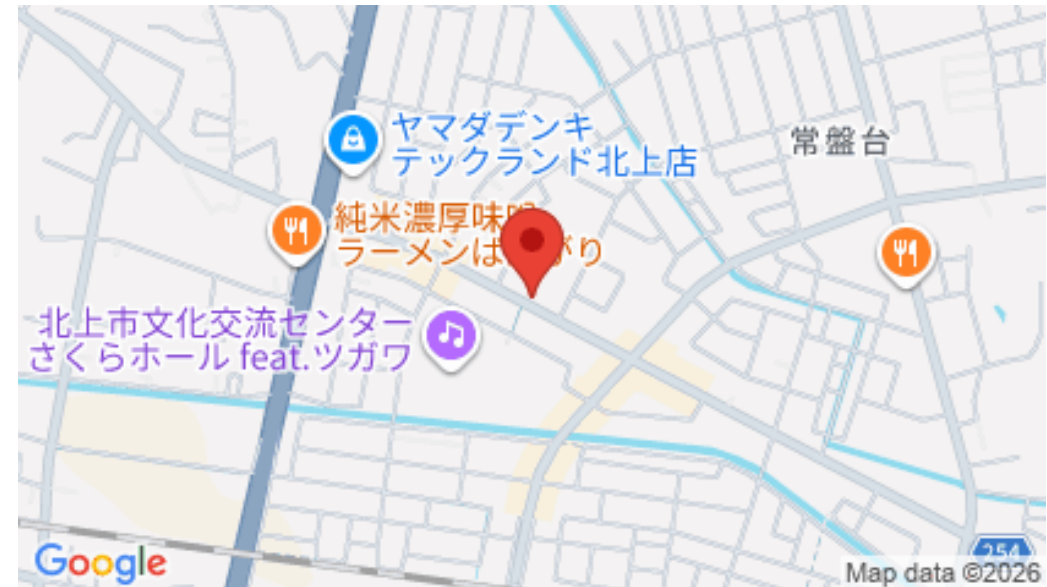 ヤマダデンキ
テックランド北上店
常盤台
純米濃厚味
ラーメンは がり
北上市文化交流センター
さくらホール feat.ツガワ
254
Google
Map data ©2026